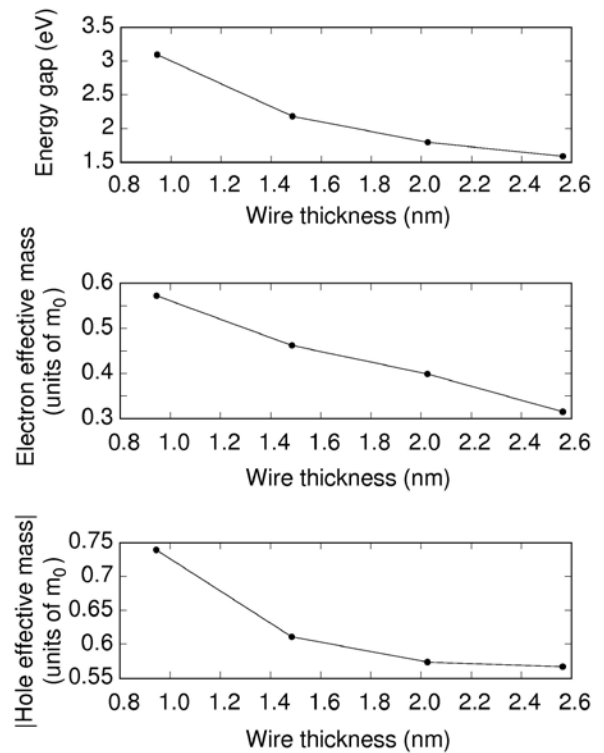 Energy gap (eV)
3.5
3
2.5
2
1.5
0.8 1.0 1.2 1.4 1.6 1.8 2.0 2.2 2.4 2.6
Wire thickness (nm)
Electron effective mass
(units of m0)
0.6
0.5
0.4
0.3
0.8 1.0 1.2 1.4 1.6 1.8 2.0 2.2 2.4 2.6
Wire thickness (nm)
|Hole effective mass|
(units of m0)
0.75
0.7
0.65
0.6
0.55
0.8 1.0 1.2 1.4 1.6 1.8 2.0 2.2 2.4 2.6
Wire thickness (nm)